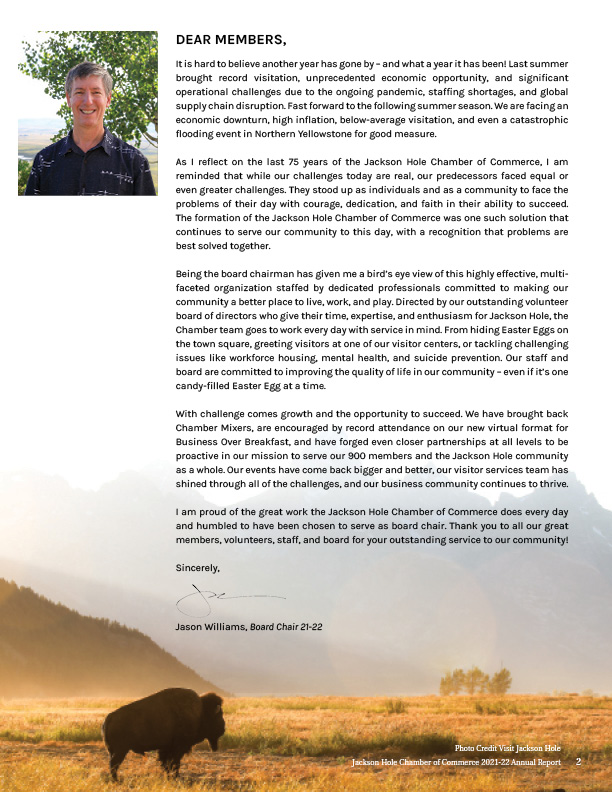 DEAR MEMBERS,
It is hard to believe another year has gone by – and what a year it has been! Last summer
brought record visitation, unprecedented economic opportunity, and significant
operational challenges due to the ongoing pandemic, staffing shortages, and global
supply chain disruption. Fast forward to the following summer season. We are facing an
economic downturn, high inflation, below-average visitation, and even a catastrophic
flooding event in Northern Yellowstone for good measure.
As I reflect on the last 75 years of the Jackson Hole Chamber of Commerce, I am
reminded that while our challenges today are real, our predecessors faced equal or
even greater challenges. They stood up as individuals and as a community to face the
problems of their day with courage, dedication, and faith in their ability to succeed.
The formation of the Jackson Hole Chamber of Commerce was one such solution that
continues to serve our community to this day, with a recognition that problems are
best solved together.
Being the board chairman has given me a bird's eye view of this highly effective, multi-
faceted organization staffed by dedicated professionals committed to making our
community a better place to live, work, and play. Directed by our outstanding volunteer
board of directors who give their time, expertise, and enthusiasm for Jackson Hole, the
Chamber team goes to work every day with service in mind. From hiding Easter Eggs on
the town square, greeting visitors at one of our visitor centers, or tackling challenging
issues like workforce housing, mental health, and suicide prevention. Our staff and
board are committed to improving the quality of life in our community – even if it's one
candy-filled Easter Egg at a time.
With challenge comes growth and the opportunity to succeed. We have brought back
Chamber Mixers, are encouraged by record attendance on our new virtual format for
Business Over Breakfast, and have forged even closer partnerships at all levels to be
proactive in our mission to serve our 900 members and the Jackson Hole community
as a whole. Our events have come back bigger and better, our visitor services team has
shined through all of the challenges, and our business community continues to thrive.
I am proud of the great work the Jackson Hole Chamber of Commerce does every day
and humbled to have been chosen to serve as board chair. Thank you to all our great
members, volunteers, staff, and board for your outstanding service to our community!
Sincerely,
Jason Williams, Board Chair 21-22
Photo Credit Visit Jackson Hole
Jackson Hole Chamber of Commerce 2021-22 Annual Report 2